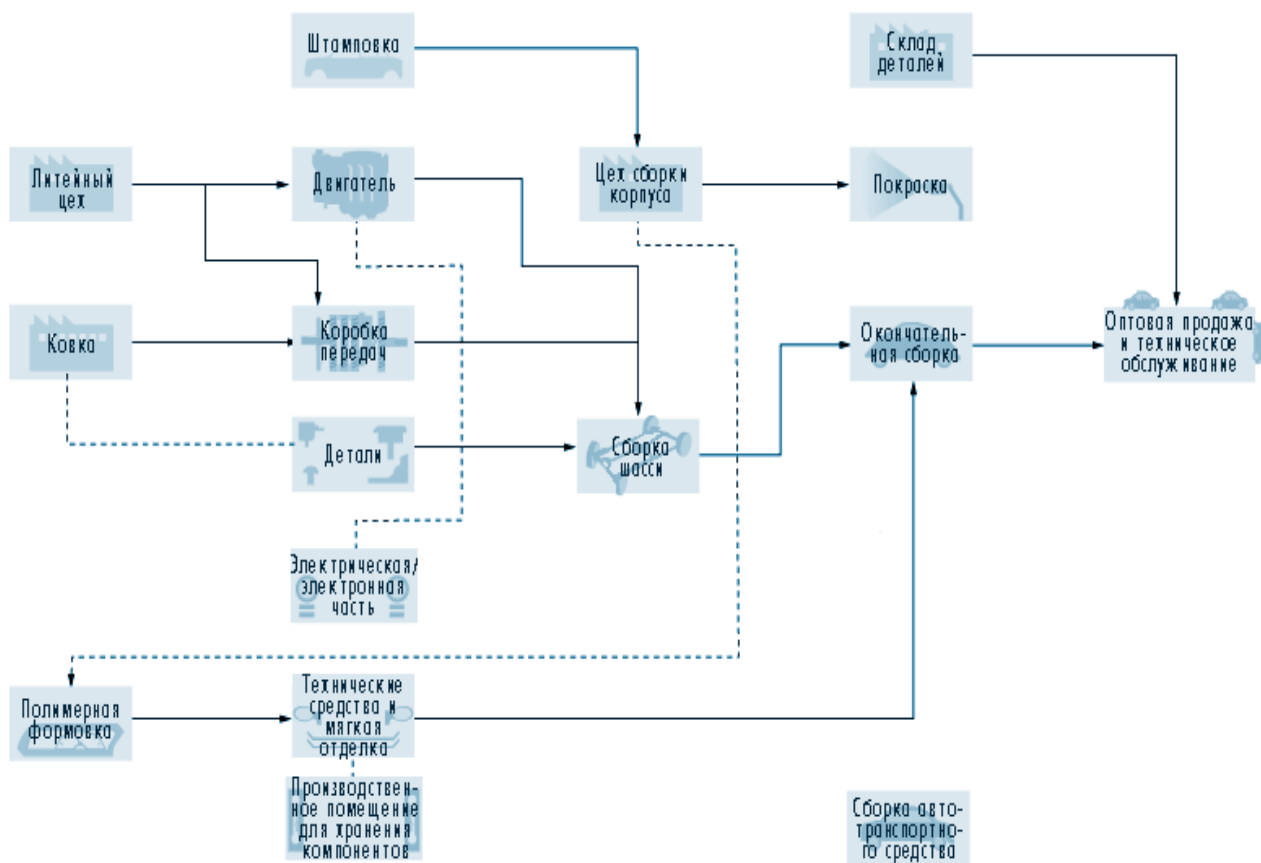 Штамповка
Склад
деталей
Литейный
цех
Двигатель
Цех сборки
корпуса
Покраска
Ковка
Коробка
передач
Окончатель-
ная сборка
Оптовая продажа
и техническое
обслуживание
Детали
Сборка
шасси
Электрическая/
электронная
часть
Полимерная
формовка
Технические
средства и
мягкая
отделка
Производствен-
ное помещение
для хранения
компонентов
Сборка авто-
транспортно-
го средства